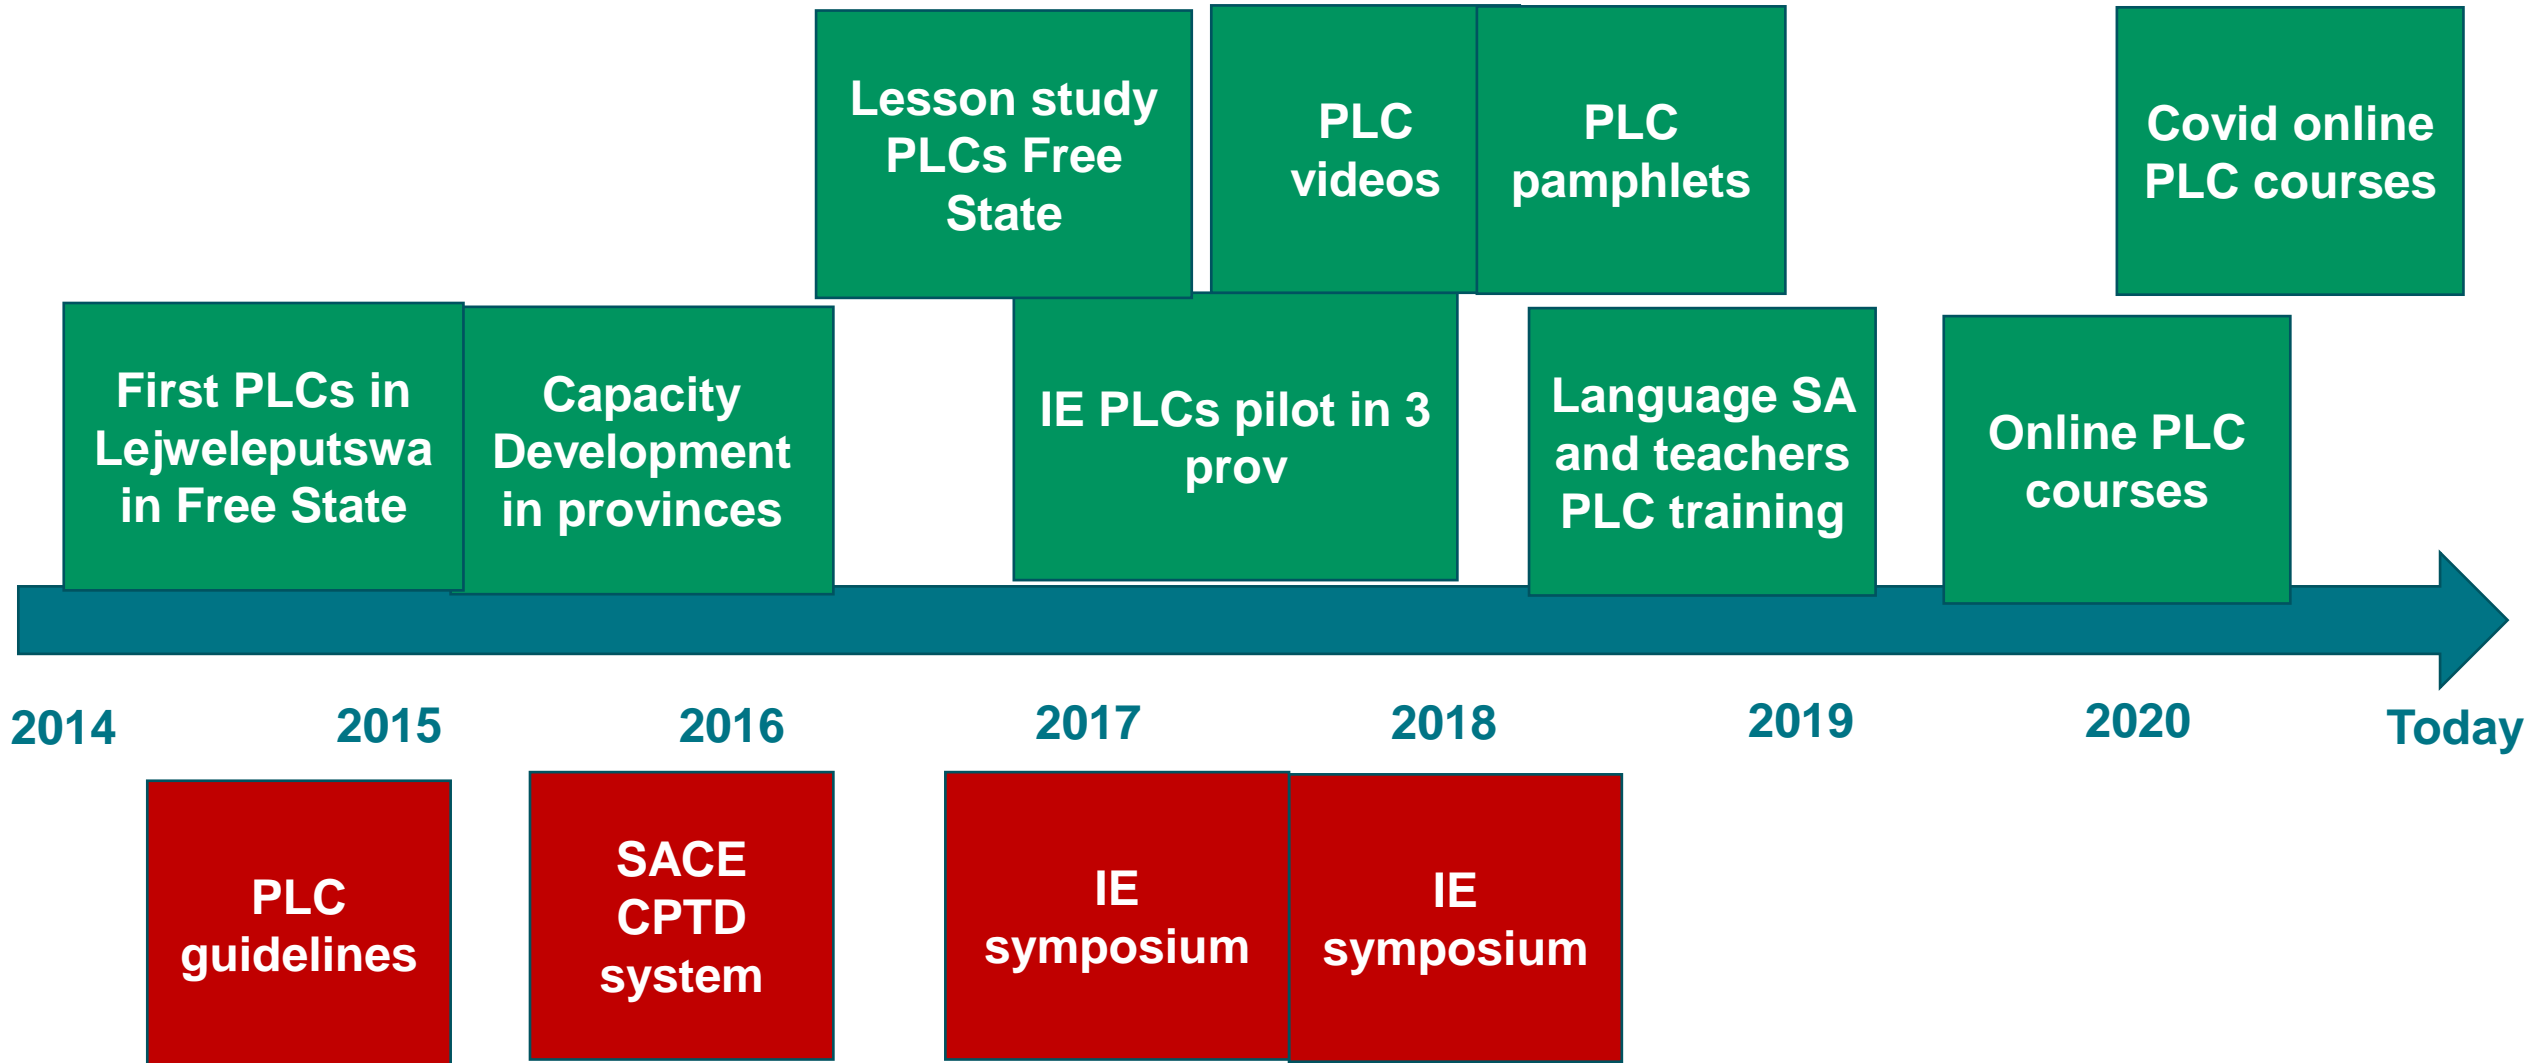 Lesson study
PLCs Free
State
PLC
videos
PLC
pamphlets
Covid online
PLC courses
First PLCs in
Lejweleputswa
in Free State
Capacity
Development
in provinces
IE PLCs pilot in 3
prov
Language SA
and teachers
PLC training
Online PLC
courses
2014
2015
2016
2017
2018
2019
2020
Today
PLC
guidelines
SACE
CPTD
system
IE
symposium
IE
symposium